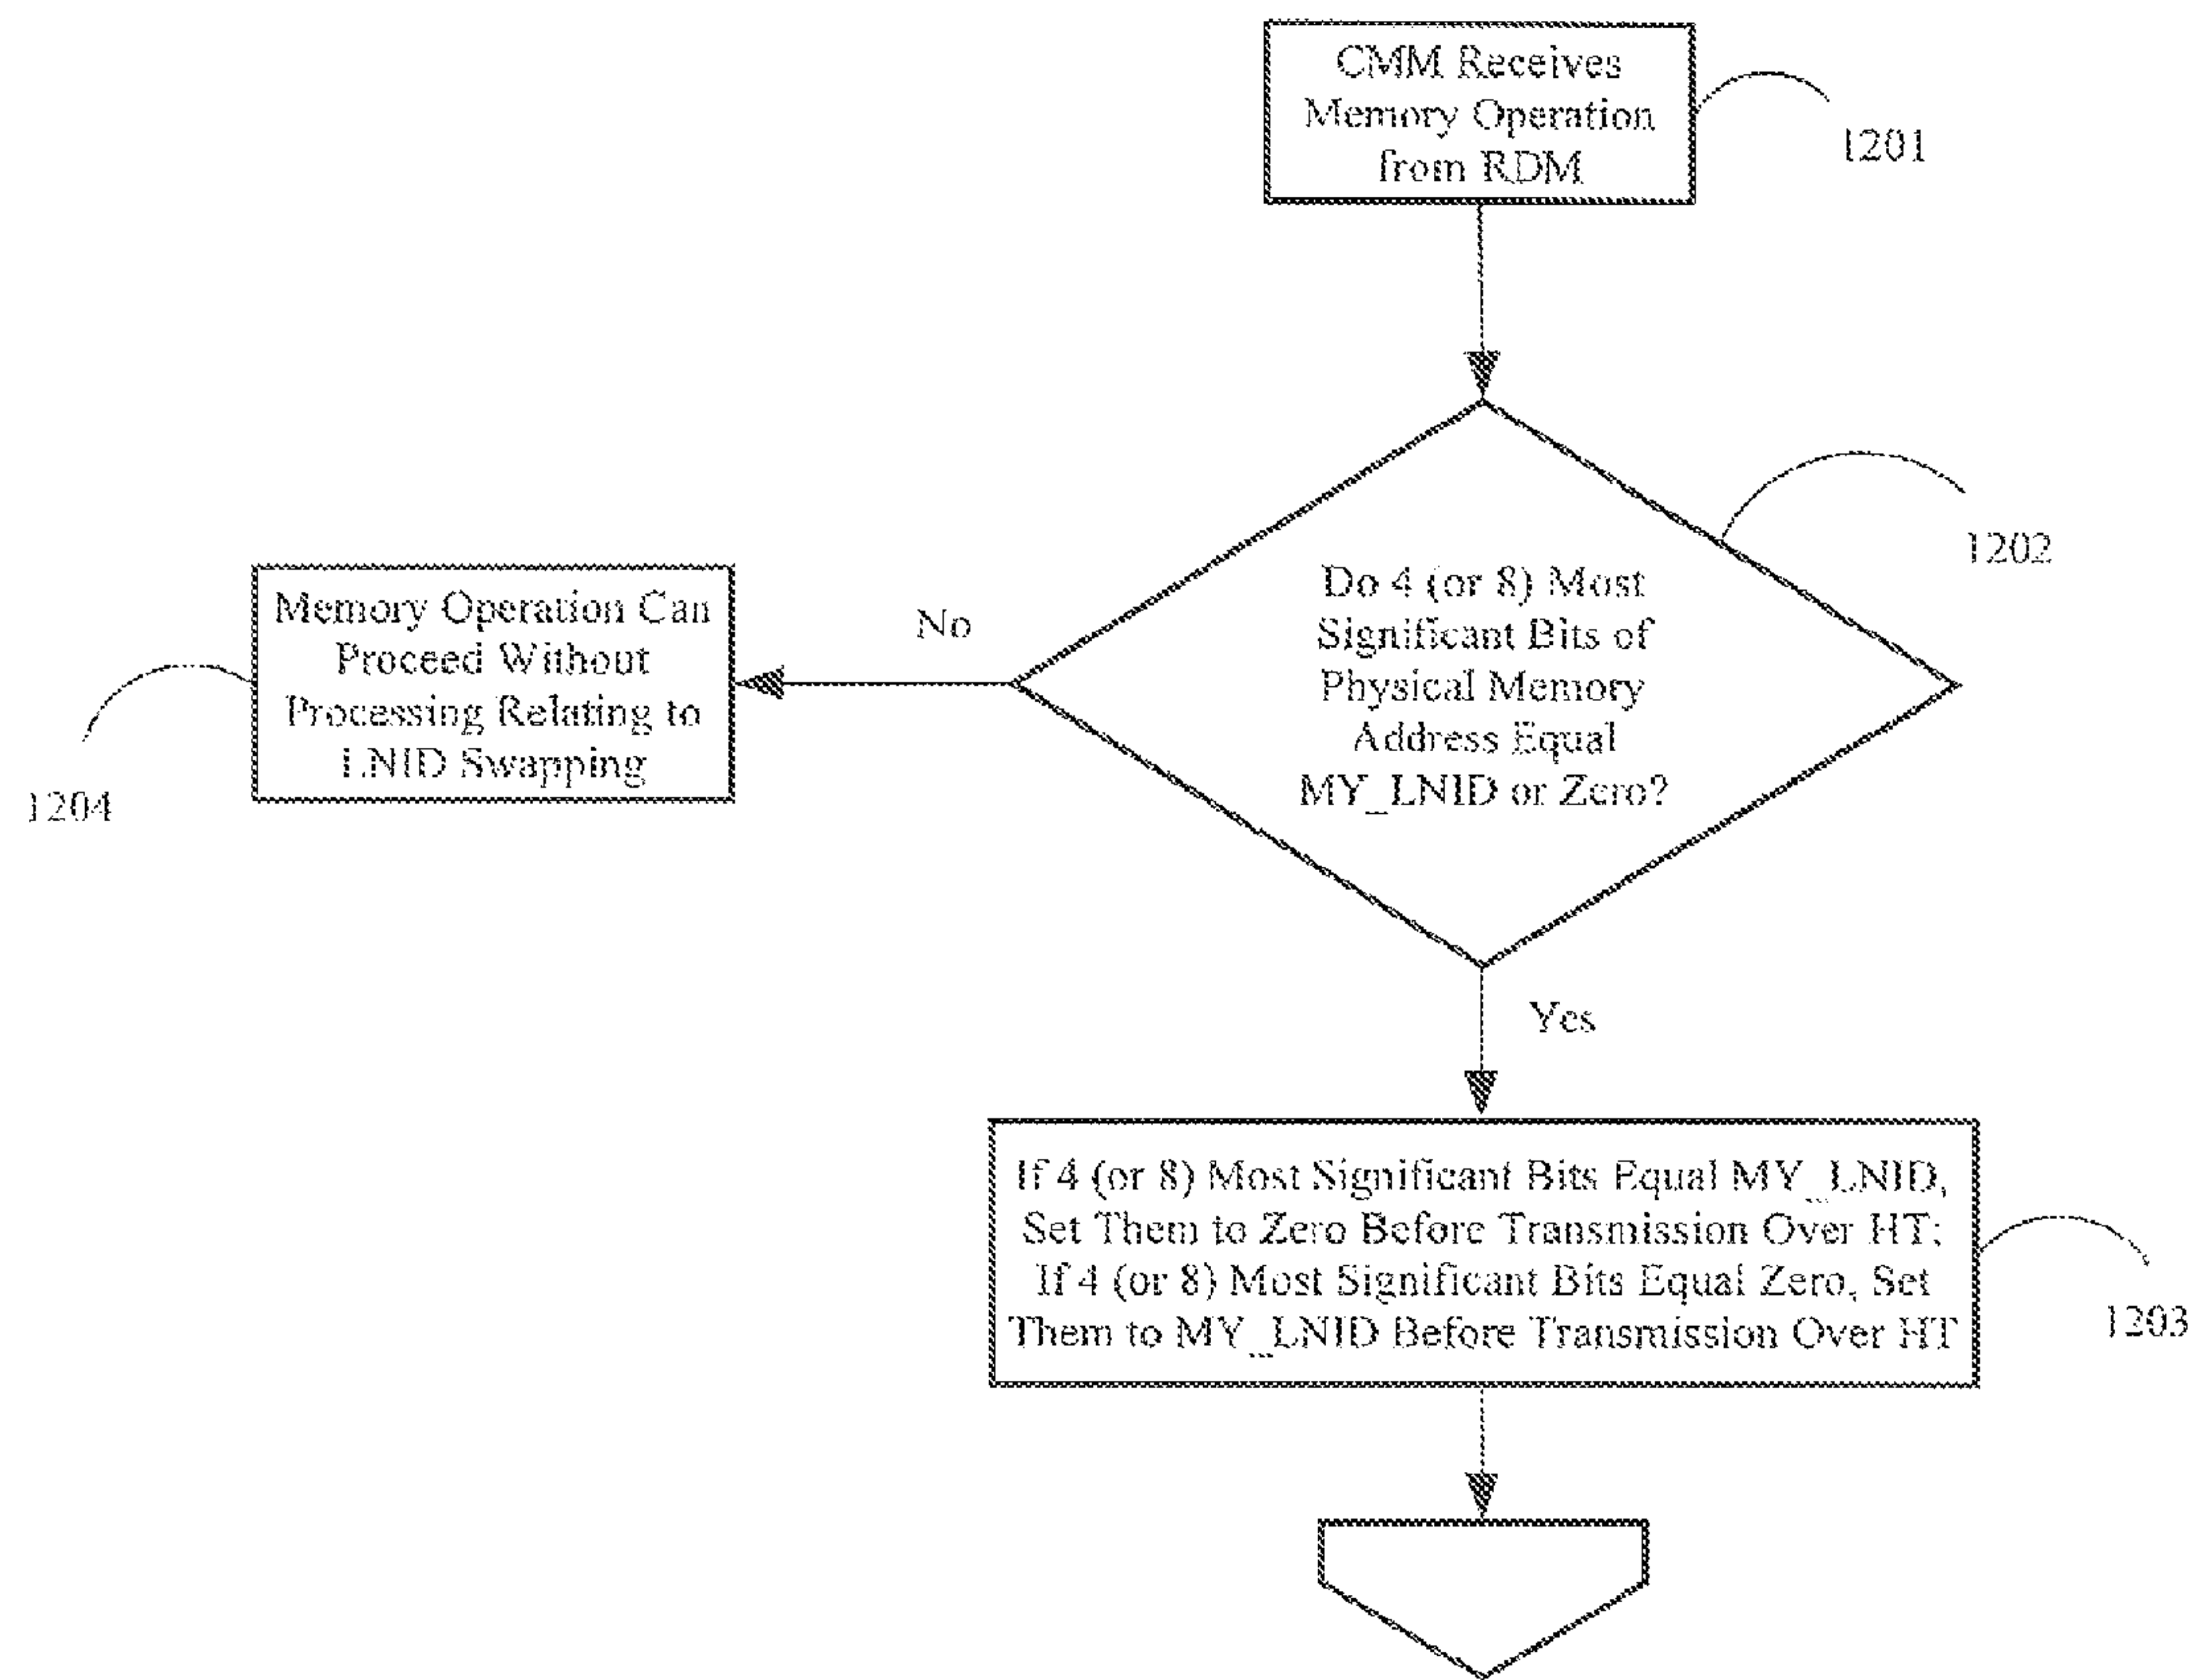 CMM Receives
Memory Operation
from RDM
1201
Do 4 (or 8) Most
Significant Bits of
Physical Memory
Address Equal
MY_LNID or Zero?
1202
No
Memory Operation Can
Proceed Without
Processing Relating to
LNID Swapping
1204
Yes
If 4 (or 8) Most Significant Bits Equal MY_LNID,
Set Them to Zero Before Transmission Over HT;
If 4 (or 8) Most Significant Bits Equal Zero, Set
Them to MY_LNID Before Transmission Over HT
1203